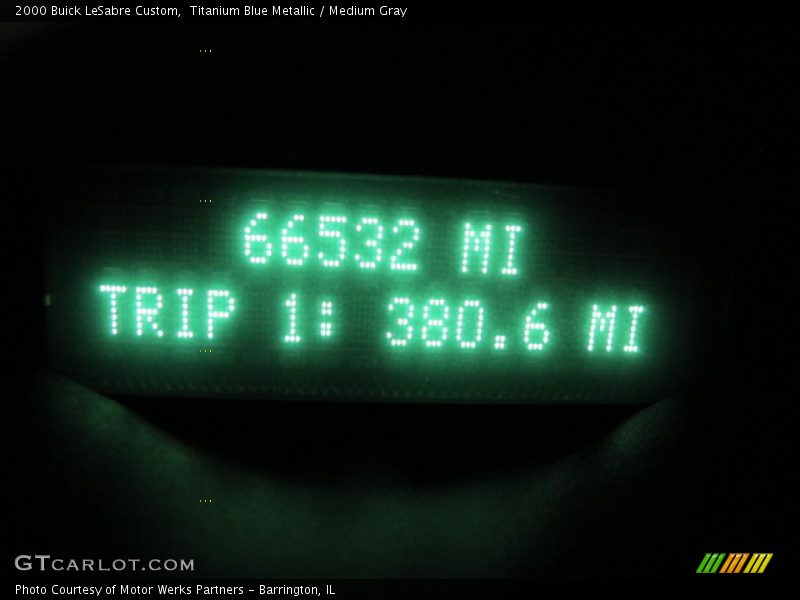 2000 Buick LeSabre Custom,  Titanium Blue Metallic / Medium Gray
66532 MI
TRIP 1: 380.6 MI
GTCARLOT.COM
Photo Courtesy of Motor Werks Partners - Barrington, IL